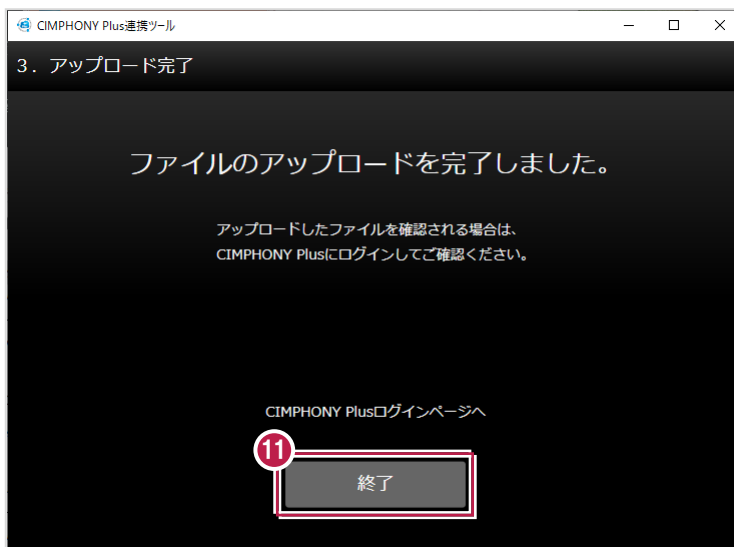 CIMPHONY Plus連携ツール
3．アップロード完了
ファイルのアップロードを完了しました。
アップロードしたファイルを確認される場合は、
CIMPHONY Plusにログインしてご確認ください。
CIMPHONY Plusログインページへ
11
終了